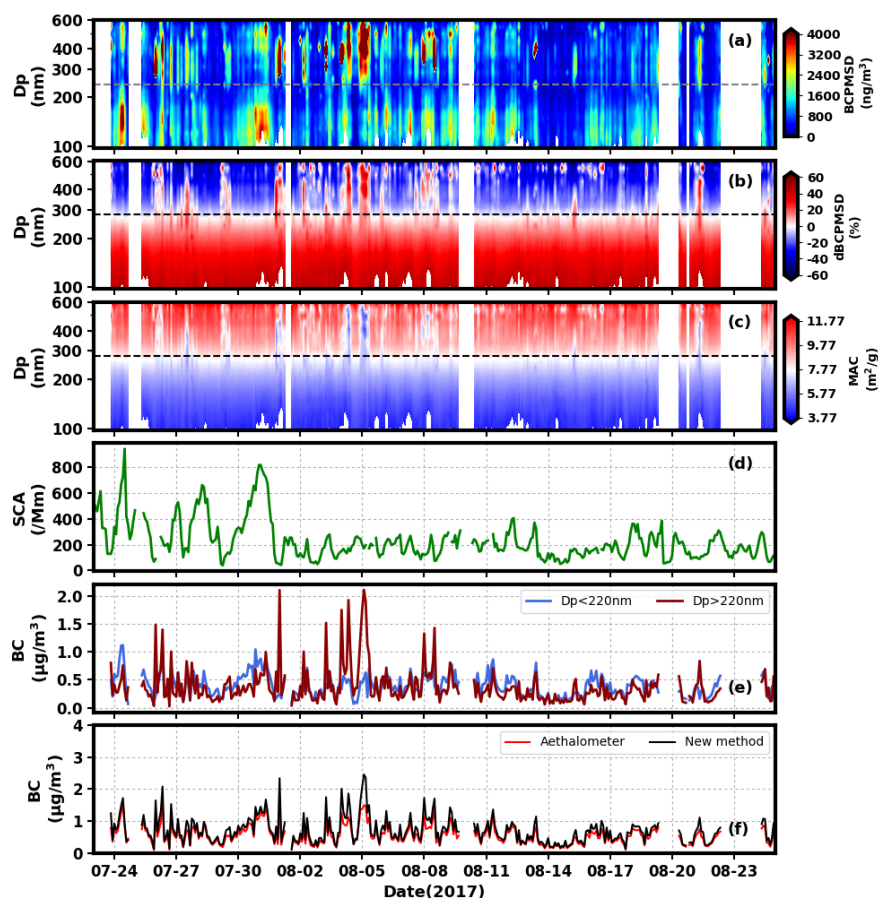 600
400
300
200
100
Dp
(nm)
(a)
4000
3200
2400
1600
800
0
BCPMSD
(ng/m³)
600
400
300
200
100
Dp
(nm)
(b)
60
40
20
0
-20
-40
-60
dBCPMSD
(%)
600
400
300
200
100
Dp
(nm)
(c)
11.77
9.77
7.77
5.77
3.77
MAC
(m²/g)
800
600
400
200
0
SCA
(/Mm)
(d)
2.0
1.5
1.0
0.5
0.0
BC
(μg/m³)
Dp<220nm Dp>220nm
(e)
4
3
2
1
0
BC
(μg/m³)
Aethalometer New method
(f)
07-24 07-27 07-30 08-02 08-05 08-08 08-11 08-14 08-17 08-20 08-23
Date(2017)